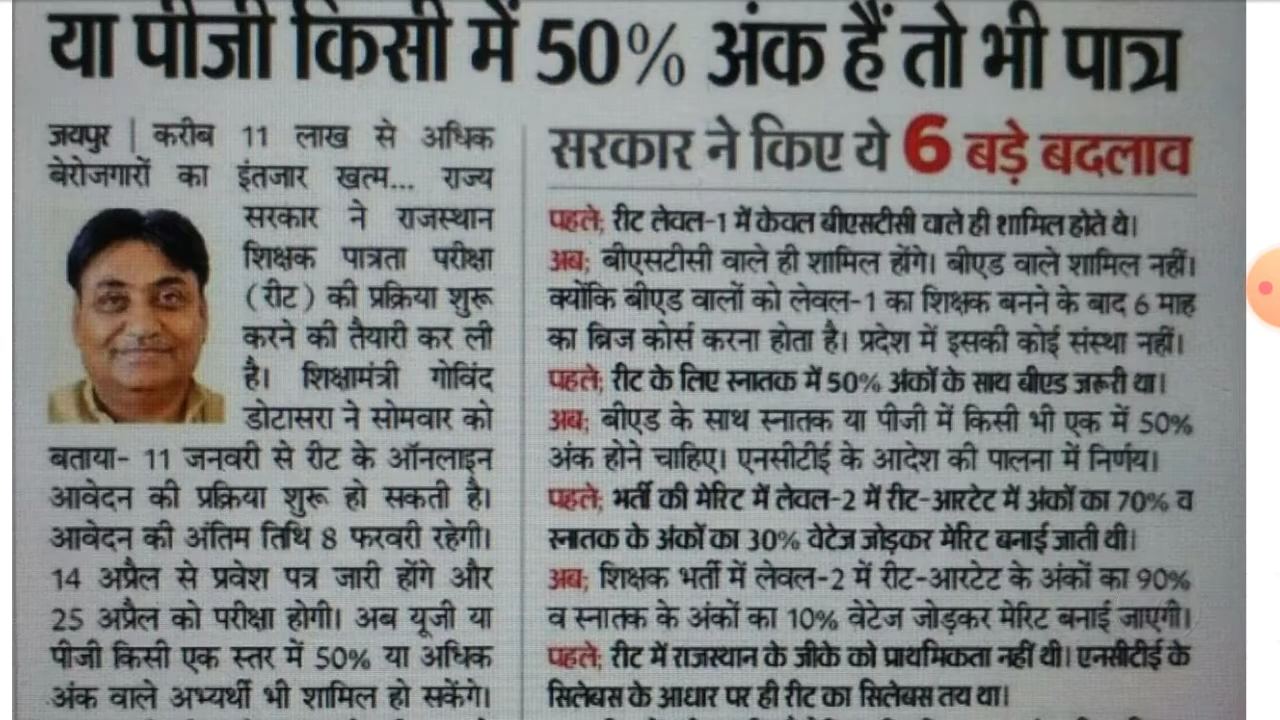 या पीजी किसी में 50% अंक हैं तो भी पात्र
जयपुर | करीब 11 लाख से अधिक
बेरोजगारों का इंतजार खत्म... राज्य
सरकार ने राजस्थान
शिक्षक पात्रता परीक्षा
(रीट) की प्रक्रिया शुरू
करने की तैयारी कर ली
है। शिक्षामंत्री गोविंद
डोटासरा ने सोमवार को
बताया- 11 जनवरी से रीट के ऑनलाइन
आवेदन की प्रक्रिया शुरू हो सकती है।
आवेदन की अंतिम तिथि 8 फरवरी रहेगी।
14 अप्रैल से प्रवेश पत्र जारी होंगे और
25 अप्रैल को परीक्षा होगी। अब यूजी या
पीजी किसी एक स्तर में 50% या अधिक
अंक वाले अभ्यर्थी भी शामिल हो सकेंगे।
सरकार ने किए ये 6 बड़े बदलाव
पहले; रीट लेवल-1 में केवल बीएसटीसी वाले ही शामिल होते थे।
अब; बीएसटीसी वाले ही शामिल होंगे। बीएड वाले शामिल नहीं।
क्योंकि बीएड वालों को लेवल-1 का शिक्षक बनने के बाद 6 माह
का ब्रिज कोर्स करना होता है। प्रदेश में इसकी कोई संस्था नहीं।
पहले; रीट के लिए स्नातक में 50% अंकों के साथ बीएड जरूरी था।
अब; बीएड के साथ स्नातक या पीजी में किसी भी एक में 50%
अंक होने चाहिए। एनसीटीई के आदेश की पालना में निर्णय।
पहले; भर्ती की मेरिट में लेवल-2 में रीट-आरटेट में अंकों का 70% व
स्नातक के अंकों का 30% वेटेज जोड़कर मेरिट बनाई जाती थी।
अब; शिक्षक भर्ती में लेवल-2 में रीट-आरटेट के अंकों का 90%
व स्नातक के अंकों का 10% वेटेज जोड़कर मेरिट बनाई जाएगी।
पहले; रीट में राजस्थान के जीके को प्राथमिकता नहीं थी। एनसीटीई के
सिलेबस के आधार पर ही रीट का सिलेबस तय था।